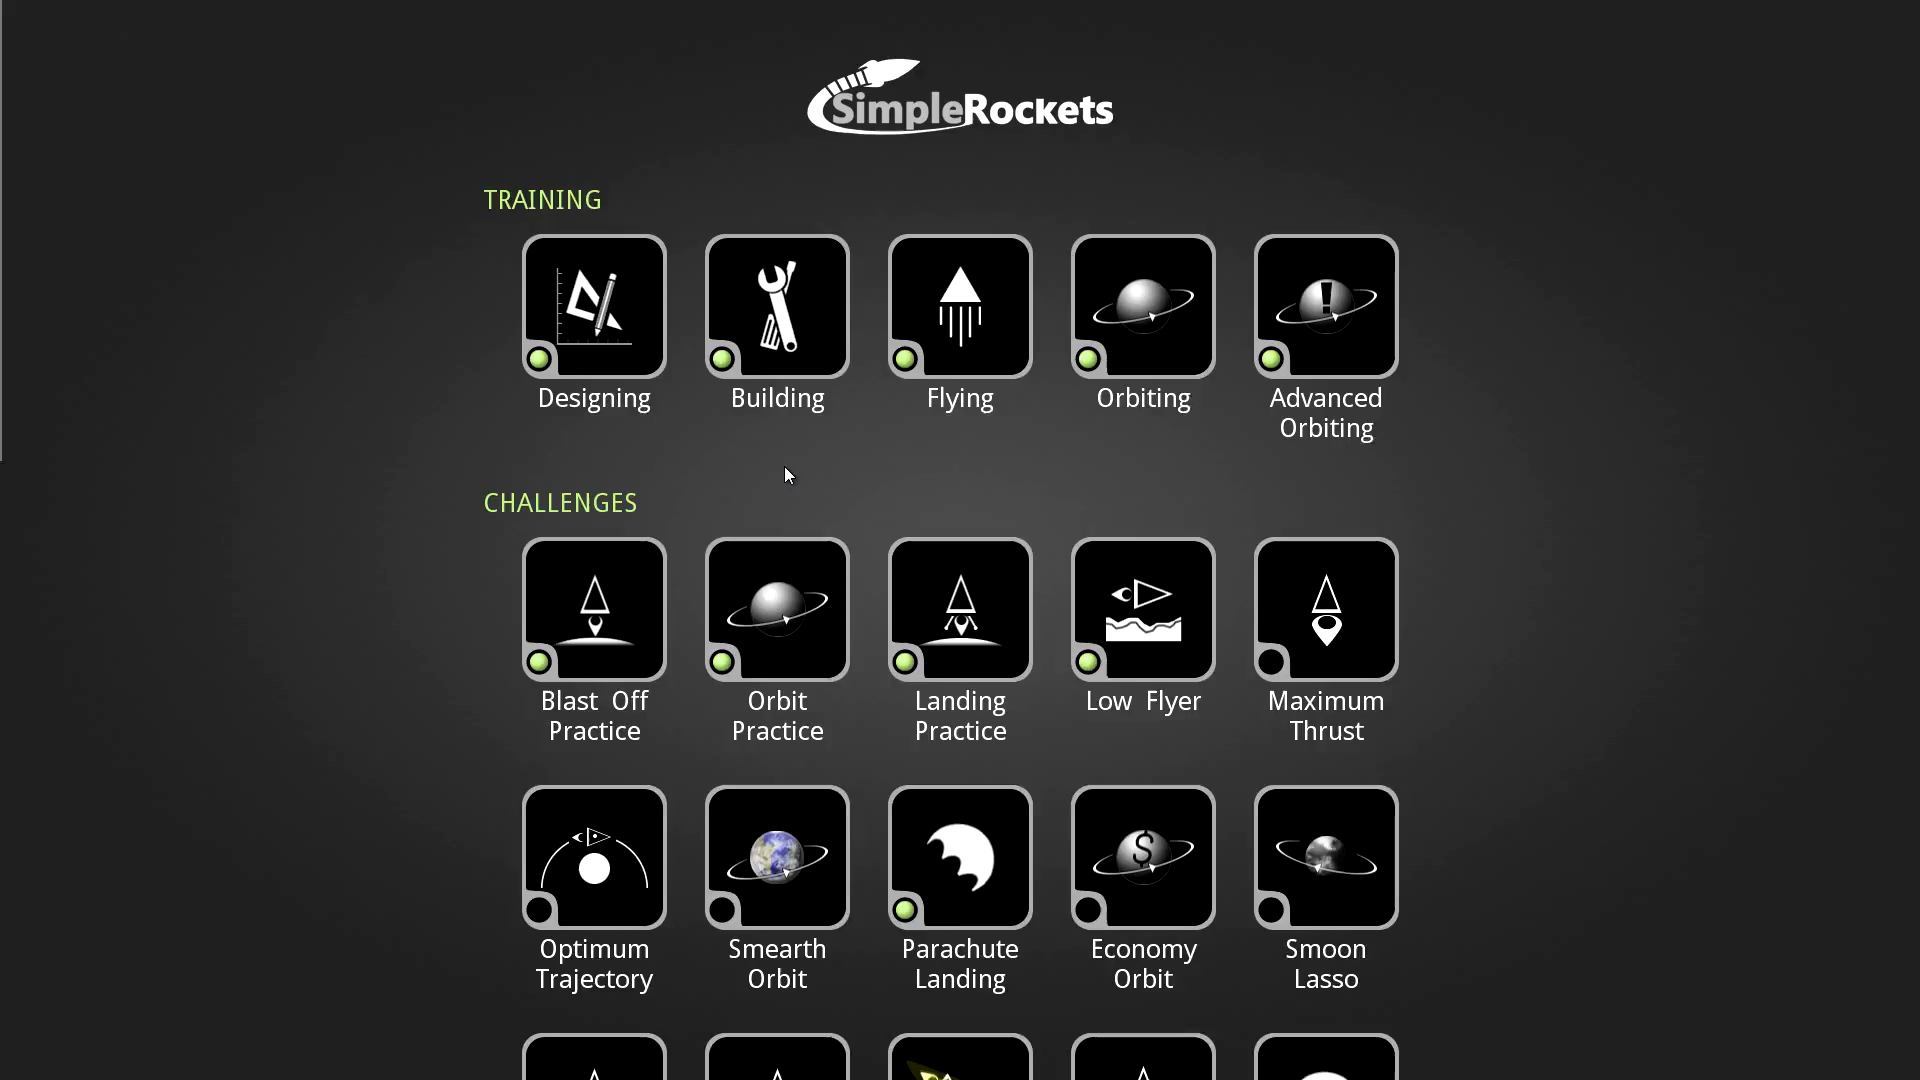 SimpleRockets
TRAINING
Designing
Building
Flying
Orbiting
Advanced
Orbiting
CHALLENGES
Blast Off
Practice
Orbit
Practice
Landing
Practice
Low Flyer
Maximum
Thrust
Optimum
Trajectory
Smearth
Orbit
Parachute
Landing
$
Economy
Orbit
Smoon
Lasso